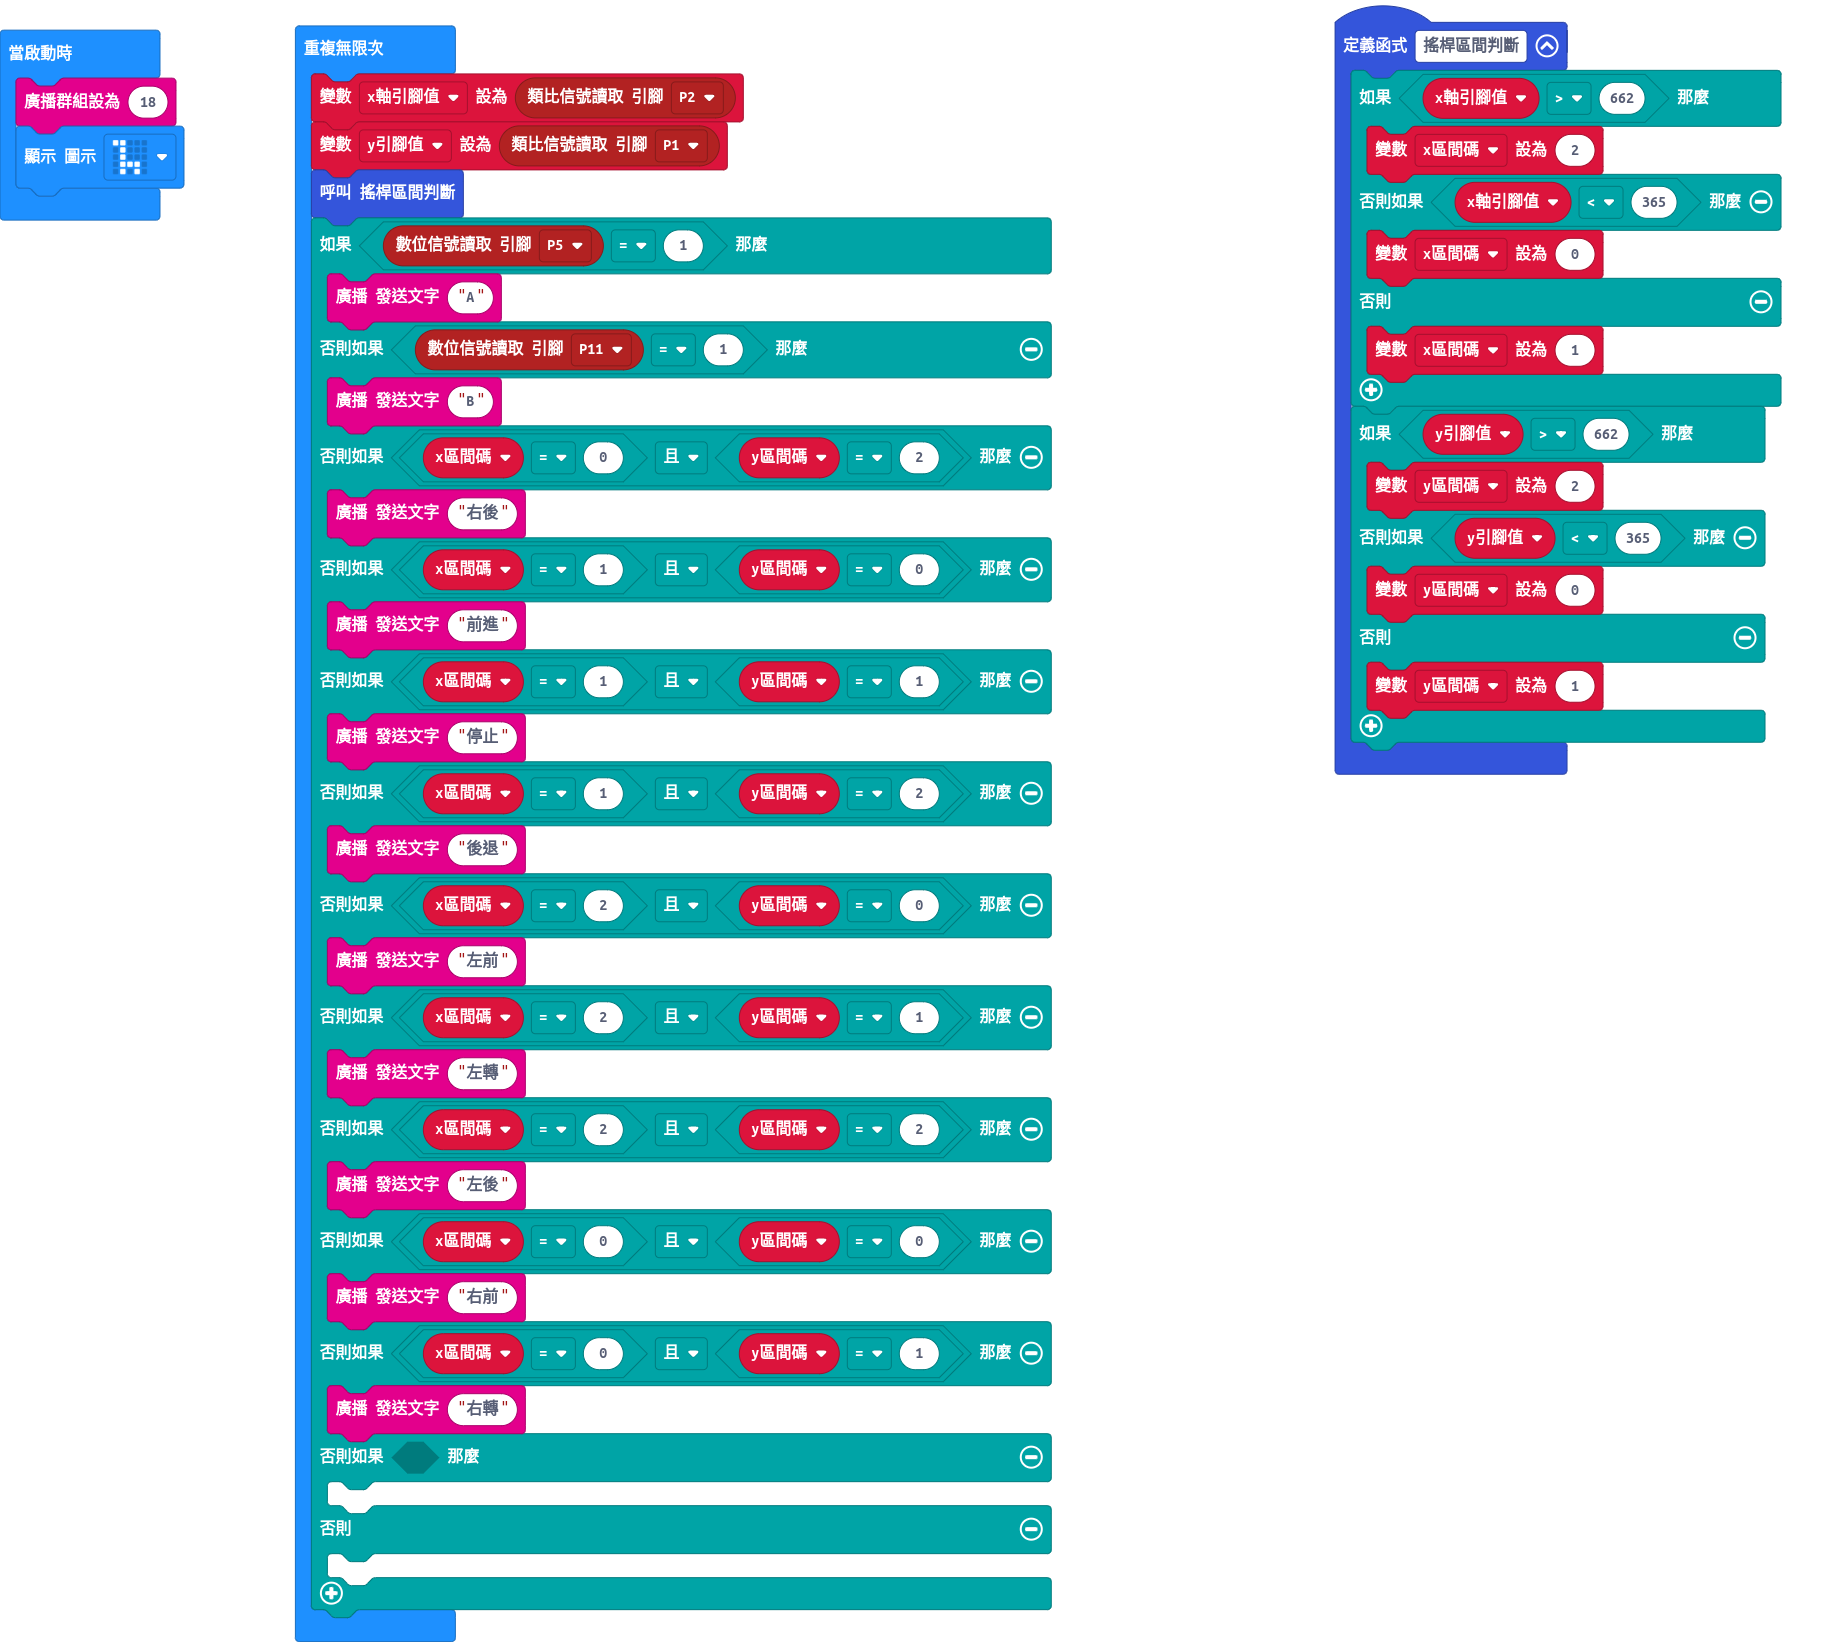 當啟動時
廣播群組設為 18
顯示 圖示
重複無限次
變數 x軸引腳值 設為 類比信號讀取 引腳 P2
變數 y引腳值 設為 類比信號讀取 引腳 P1
呼叫 搖桿區間判斷
如果 數位信號讀取 引腳 P5 = 1 那麼
廣播 發送文字 "A"
否則如果 數位信號讀取 引腳 P11 = 1 那麼
廣播 發送文字 "B"
否則如果 x區間碼 = 0 且 y區間碼 = 2 那麼
廣播 發送文字 "右後"
否則如果 x區間碼 = 1 且 y區間碼 = 0 那麼
廣播 發送文字 "前進"
否則如果 x區間碼 = 1 且 y區間碼 = 1 那麼
廣播 發送文字 "停止"
否則如果 x區間碼 = 1 且 y區間碼 = 2 那麼
廣播 發送文字 "後退"
否則如果 x區間碼 = 2 且 y區間碼 = 0 那麼
廣播 發送文字 "左前"
否則如果 x區間碼 = 2 且 y區間碼 = 1 那麼
廣播 發送文字 "左轉"
否則如果 x區間碼 = 2 且 y區間碼 = 2 那麼
廣播 發送文字 "左後"
否則如果 x區間碼 = 0 且 y區間碼 = 0 那麼
廣播 發送文字 "右前"
否則如果 x區間碼 = 0 且 y區間碼 = 1 那麼
廣播 發送文字 "右轉"
否則如果 那麼
否則
定義函式 搖桿區間判斷
如果 x軸引腳值 > 662 那麼
變數 x區間碼 設為 2
否則如果 x軸引腳值 < 365 那麼
變數 x區間碼 設為 0
否則
變數 x區間碼 設為 1
如果 y引腳值 > 662 那麼
變數 y區間碼 設為 2
否則如果 y引腳值 < 365 那麼
變數 y區間碼 設為 0
否則
變數 y區間碼 設為 1